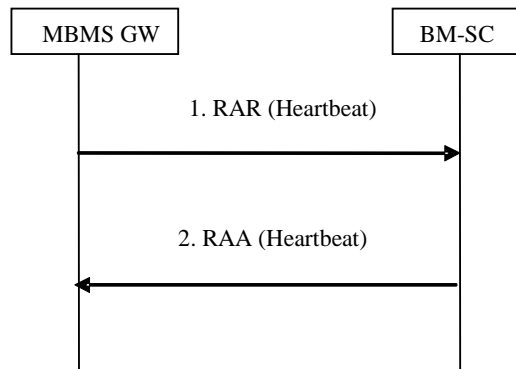 MBMS GW
BM-SC
1. RAR (Heartbeat)
2. RAA (Heartbeat)